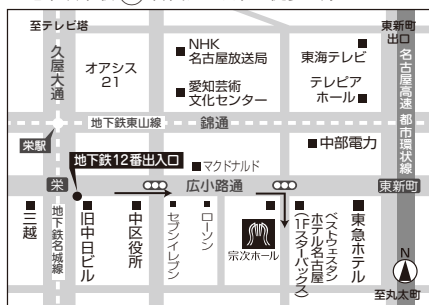 至テレビ塔
東新町
出口
久屋大通
オアシス
21
NHK
名古屋放送局
愛知芸術
文化センター
東海テレビ
テレピア
ホール
名古屋高速 都市環状線
地下鉄東山線
錦通
栄駅
中部電力
地下鉄12番出入口
マクドナルド
栄
広小路通
東新町
三越
地下鉄名城線
旧中日ビル
中区役所
セブンイレブン
ローソン
宗次ホール
ベストウェスタン
ホテル名古屋
(1Fスターバックス)
東急ホテル
N
至丸太町